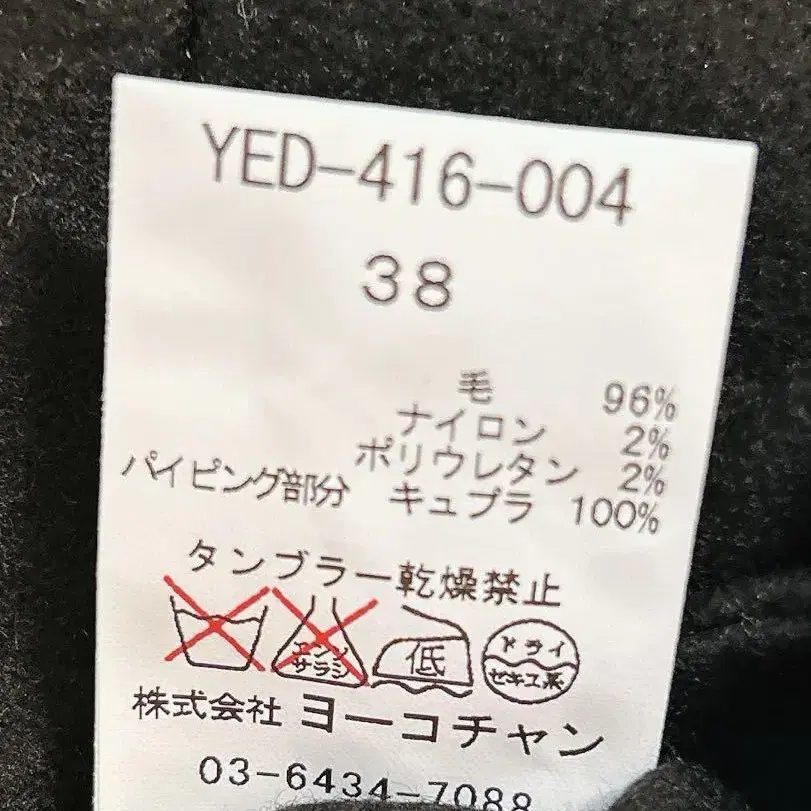 YED-416-004
38
毛 96%
ナイロン 2%
ポリウレタン 2%
パイピング部分 キュプラ 100%
タンブラー乾燥禁止
エンソ
サラシ
低
ドライ
セキユ系
株式会社 ヨーコチャン
03-6434-7088